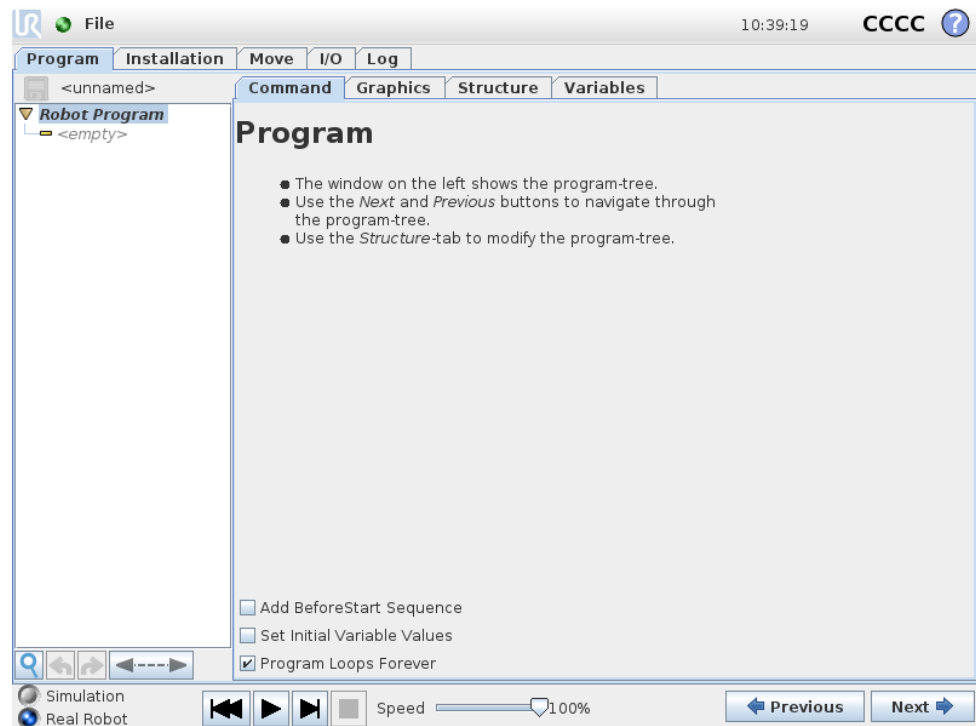 UR File 10:39:19 CCCC ?
Program Installation Move I/O Log
<unnamed> Command Graphics Structure Variables
Robot Program
<empty>
Program
The window on the left shows the program-tree.
Use the Next and Previous buttons to navigate through
the program-tree.
Use the Structure-tab to modify the program-tree.
Add BeforeStart Sequence
Set Initial Variable Values
Program Loops Forever
Simulation
Real Robot
Speed 100% Previous Next